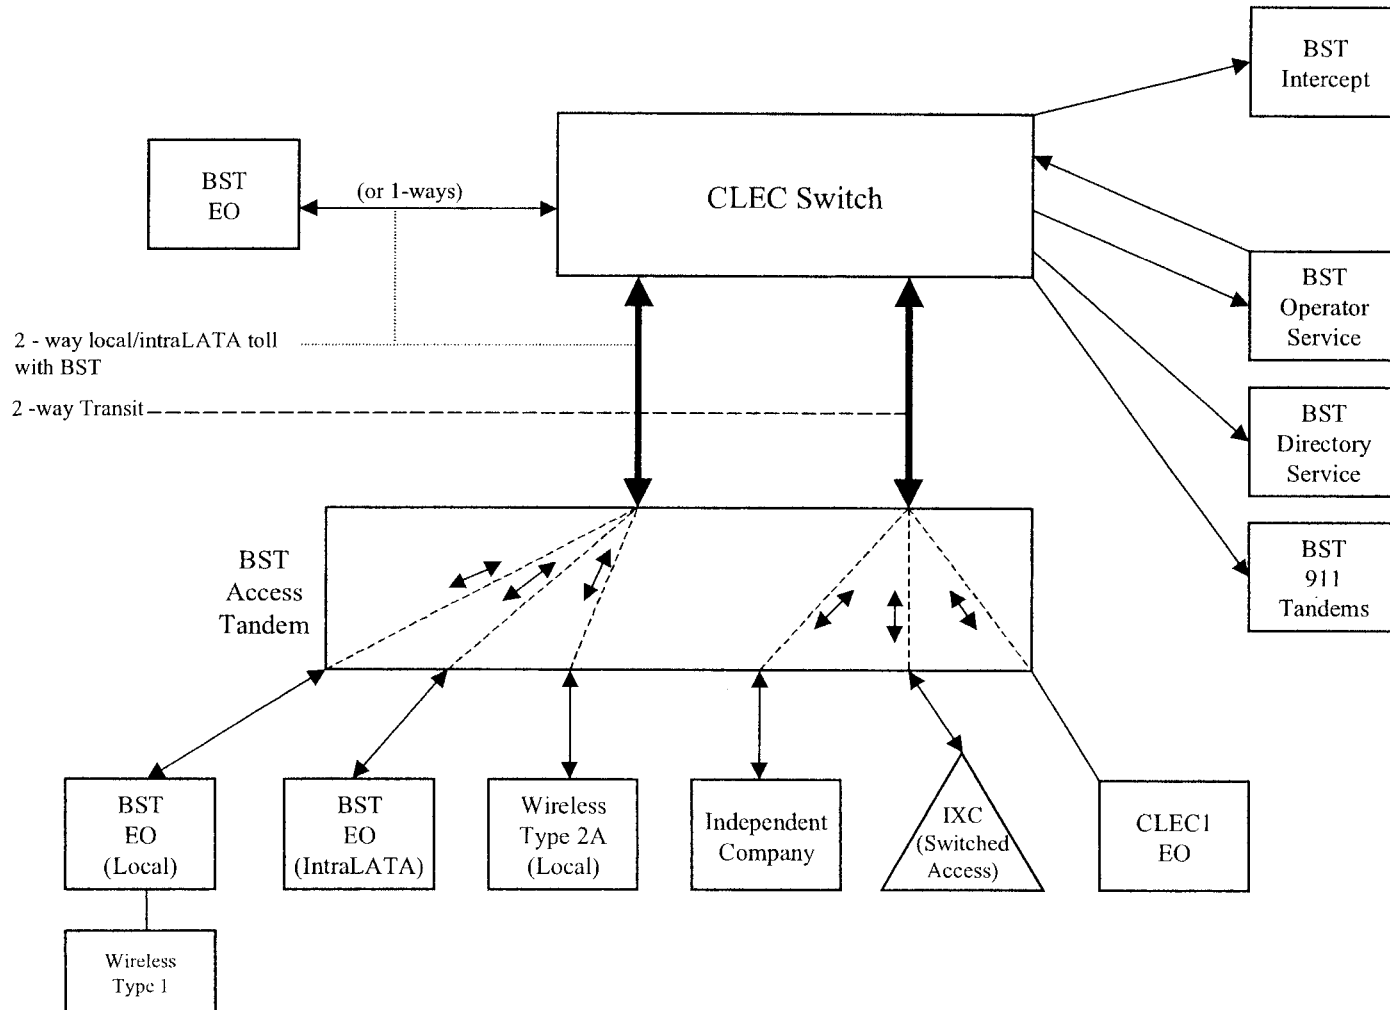 BST
Intercept
BST
EO
(or 1-ways)
CLEC Switch
BST
Operator
Service
2 - way local/intraLATA toll
with BST
2 -way Transit
BST
Directory
Service
BST
Access
Tandem
BST
911
Tandems
BST
EO
(Local)
BST
EO
(IntraLATA)
Wireless
Type 2A
(Local)
Independent
Company
IXC
(Switched
Access)
CLEC1
EO
Wireless
Type 1